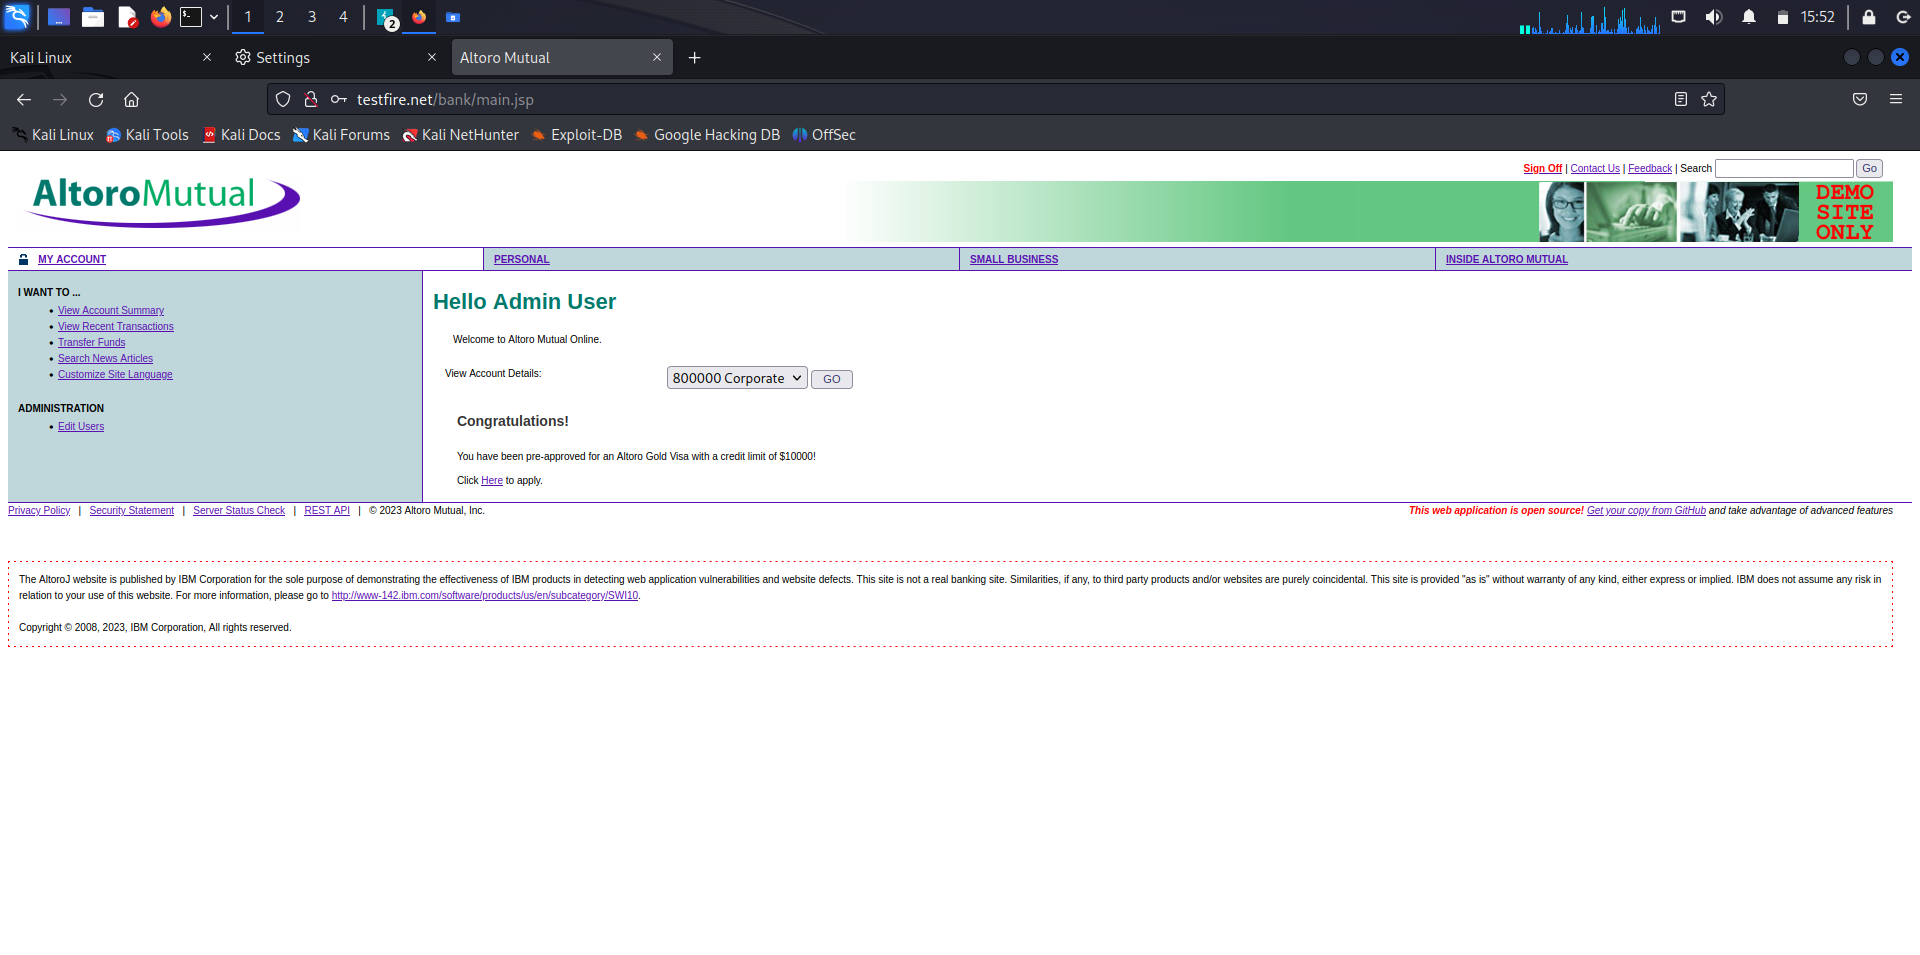 1 2 3 4 2 15:52
Kali Linux Settings Altoro Mutual
testfire.net/bank/main.jsp
Kali Linux Kali Tools Kali Docs Kali Forums Kali NetHunter Exploit-DB Google Hacking DB OffSec
Sign Off | Contact Us | Feedback | Search Go
AltoroMutual
DEMO
SITE
ONLY
MY ACCOUNT PERSONAL SMALL BUSINESS INSIDE ALTORO MUTUAL
I WANT TO ...
• View Account Summary
• View Recent Transactions
• Transfer Funds
• Search News Articles
• Customize Site Language
ADMINISTRATION
• Edit Users
Hello Admin User
Welcome to Altoro Mutual Online.
View Account Details: 800000 Corporate GO
Congratulations!
You have been pre-approved for an Altoro Gold Visa with a credit limit of $10000!
Click Here to apply.
Privacy Policy | Security Statement | Server Status Check | REST API | © 2023 Altoro Mutual, Inc.
This web application is open source! Get your copy from GitHub and take advantage of advanced features
The AltoroJ website is published by IBM Corporation for the sole purpose of demonstrating the effectiveness of IBM products in detecting web application vulnerabilities and website defects. This site is not a real banking site. Similarities, if any, to third party products and/or websites are purely coincidental. This site is provided "as is" without warranty of any kind, either express or implied. IBM does not assume any risk in
relation to your use of this website. For more information, please go to http://www-142.ibm.com/software/products/us/en/subcategory/SWI10.
Copyright © 2008, 2023, IBM Corporation, All rights reserved.